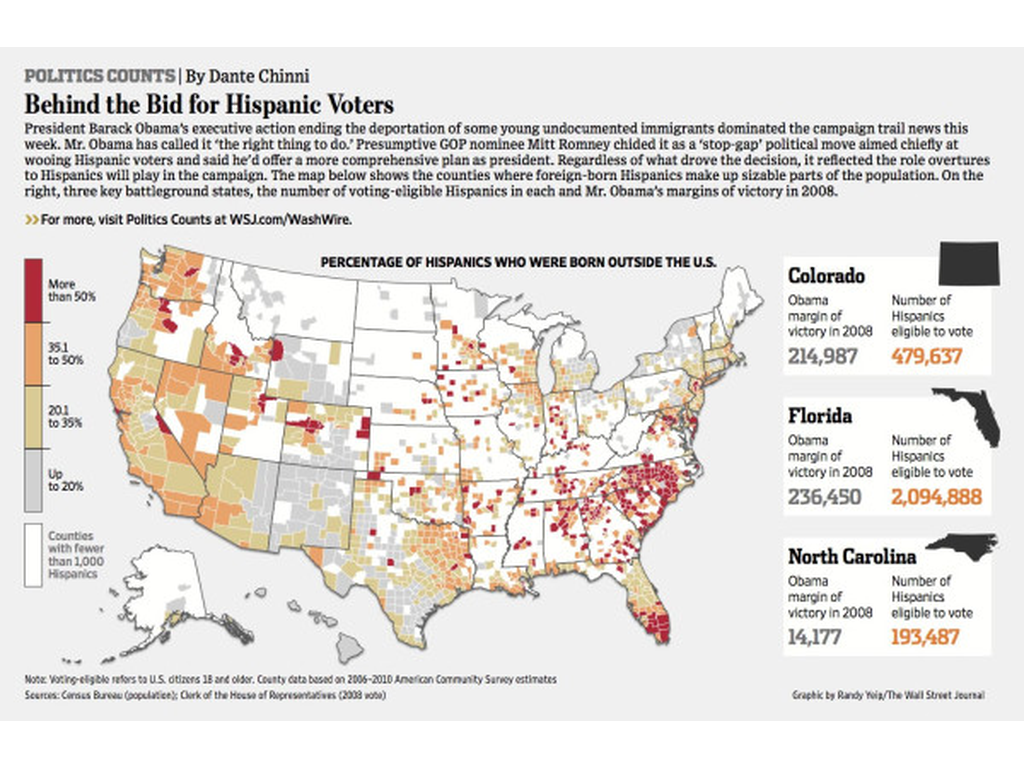 POLITICS COUNTS | By Dante Chinni
Behind the Bid for Hispanic Voters
President Barack Obama's executive action ending the deportation of some young undocumented immigrants dominated the campaign trail news this
week. Mr. Obama has called it 'the right thing to do.' Presumptive GOP nominee Mitt Romney chided it as a 'stop-gap' political move aimed chiefly at
wooing Hispanic voters and said he'd offer a more comprehensive plan as president. Regardless of what drove the decision, it reflected the role overtures
to Hispanics will play in the campaign. The map below shows the counties where foreign-born Hispanics make up sizable parts of the population. On the
right, three key battleground states, the number of voting-eligible Hispanics in each and Mr. Obama's margins of victory in 2008.
>> For more, visit Politics Counts at WSJ.com/WashWire.
PERCENTAGE OF HISPANICS WHO WERE BORN OUTSIDE THE U.S.
More
than 50%
35.1
to 50%
20.1
to 35%
Up
to 20%
Counties
with fewer
than 1,000
Hispanics
Colorado
Obama
margin of
victory in 2008
214,987
Number of
Hispanics
eligible to vote
479,637
Florida
Obama
margin of
victory in 2008
236,450
Number of
Hispanics
eligible to vote
2,094,888
North Carolina
Obama
margin of
victory in 2008
14,177
Number of
Hispanics
eligible to vote
193,487
Note: Voting-eligible refers to U.S. citizens 18 and older. County data based on 2006-2010 American Community Survey estimates
Sources: Census Bureau (population); Clerk of the House of Representatives (2008 vote)
Graphic by Randy Yeip/The Wall Street Journal